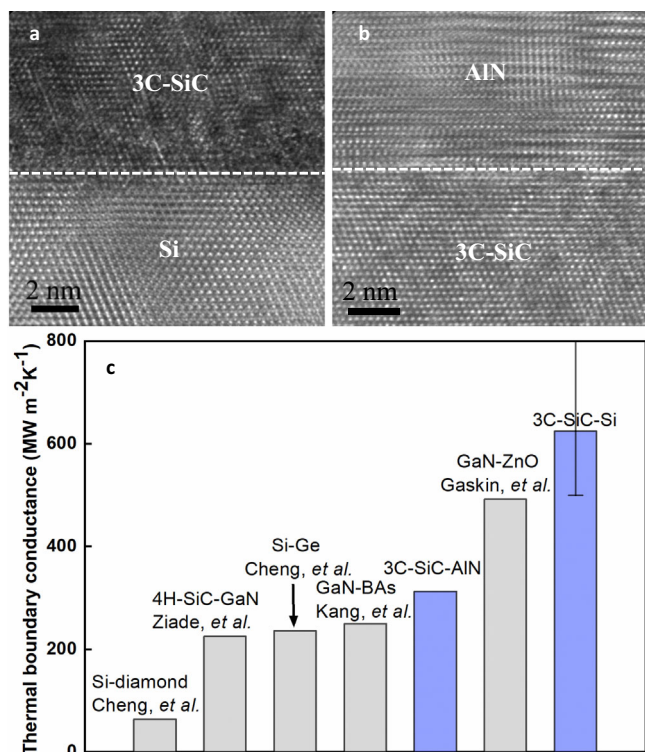 a
3C-SiC
Si
2 nm
b
AlN
3C-SiC
2 nm
c
Thermal boundary conductance (MW m-2K-1)
800
600
400
200
0
Si-diamond
Cheng, et al.
4H-SiC-GaN
Ziade, et al.
Si-Ge
Cheng, et al.
GaN-BAs
Kang, et al.
3C-SiC-AlN
GaN-ZnO
Gaskin, et al.
3C-SiC-Si